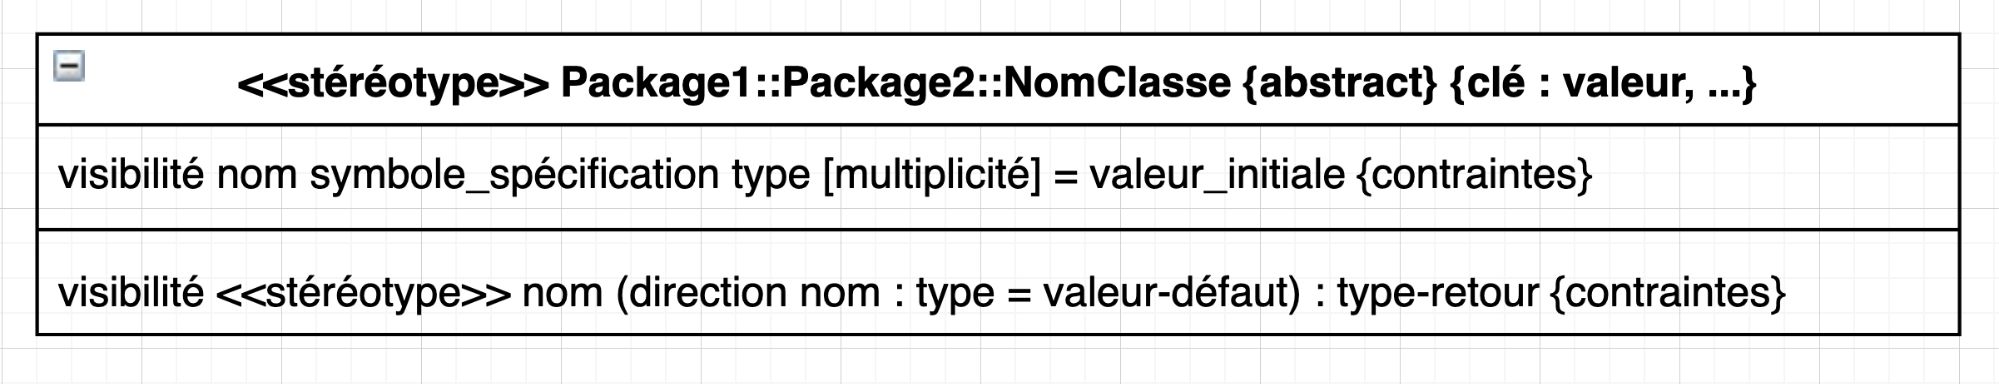 <<stéréotype>> Package1::Package2::NomClasse {abstract} {clé : valeur, ...}
visibilité nom symbole_spécification type [multiplicité] = valeur_initiale {contraintes}
visibilité <<stéréotype>> nom (direction nom : type = valeur-défaut) : type-retour {contraintes}